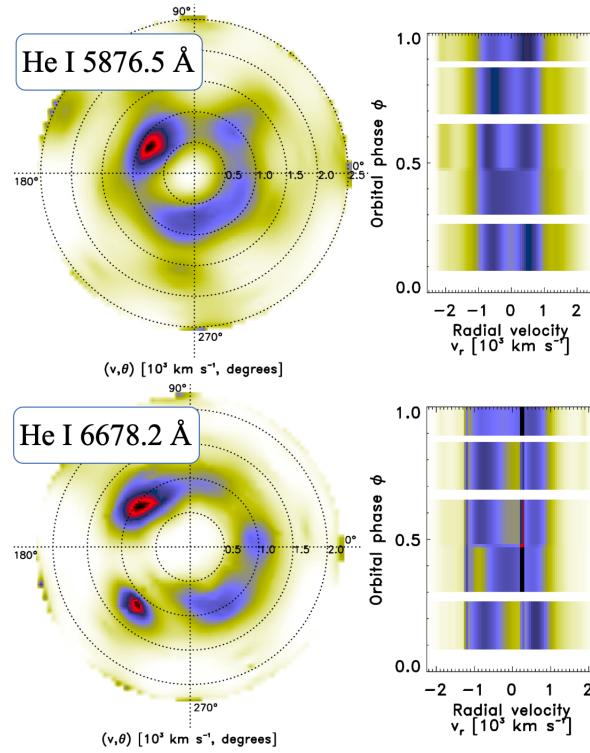 He I 5876.5 Å
90°
180°
0°
0.5 1.0 1.5 2.0 2.5
270°
(v,θ) [10³ km s⁻¹, degrees]
1.0
0.5
0.0
Orbital phase ϕ
−2 −1 0 1 2
Radial velocity
vᵣ [10³ km s⁻¹]
He I 6678.2 Å
90°
180°
0°
0.5 1.0 1.5 2.0
270°
(v,θ) [10³ km s⁻¹, degrees]
1.0
0.5
0.0
Orbital phase ϕ
−2 −1 0 1 2
Radial velocity
vᵣ [10³ km s⁻¹]